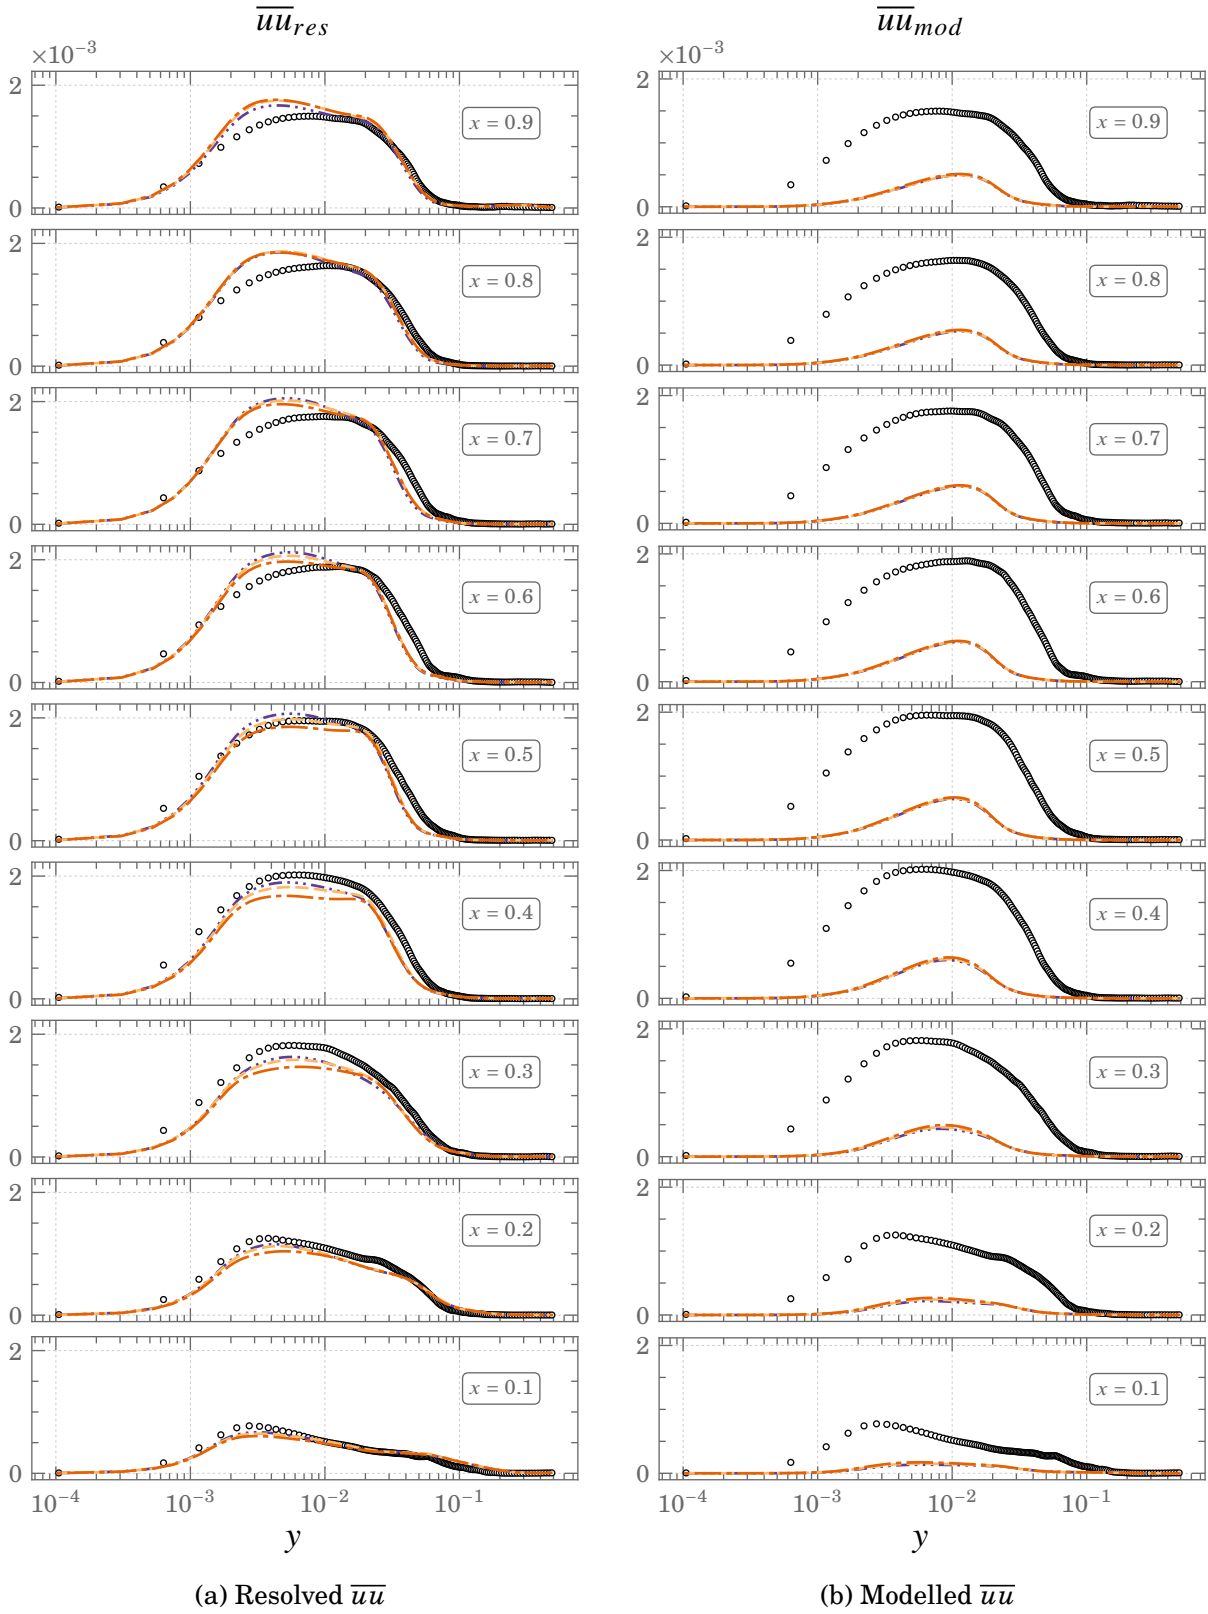 \overline{uu}_{res}
×10^{-3}
2
0
x = 0.9
2
0
x = 0.8
2
0
x = 0.7
2
0
x = 0.6
2
0
x = 0.5
2
0
x = 0.4
2
0
x = 0.3
2
0
x = 0.2
2
0
x = 0.1
10^{-4} 10^{-3} 10^{-2} 10^{-1}
y
(a) Resolved \overline{uu}
\overline{uu}_{mod}
×10^{-3}
2
0
x = 0.9
2
0
x = 0.8
2
0
x = 0.7
2
0
x = 0.6
2
0
x = 0.5
2
0
x = 0.4
2
0
x = 0.3
2
0
x = 0.2
2
0
x = 0.1
10^{-4} 10^{-3} 10^{-2} 10^{-1}
y
(b) Modelled \overline{uu}